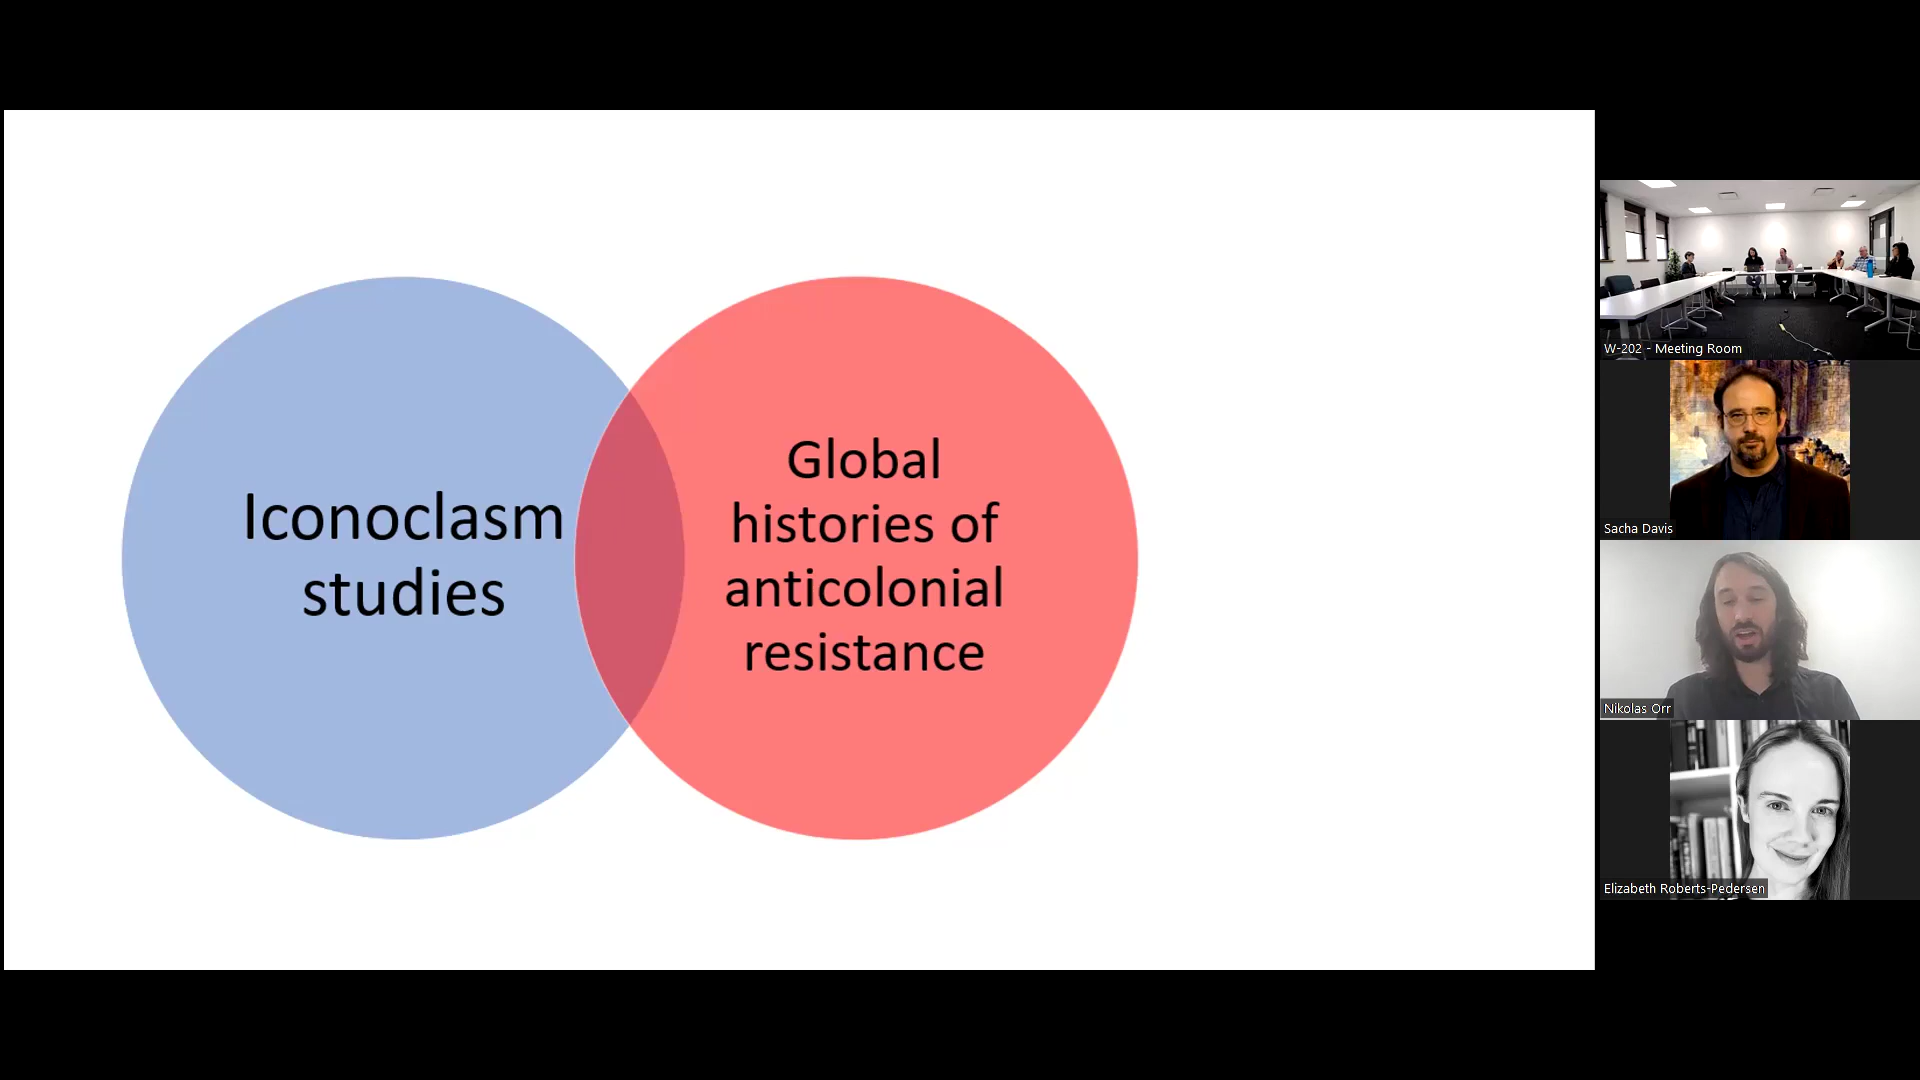 Iconoclasm
studies
Global
histories of
anticolonial
resistance
W-202 - Meeting Room
Sacha Davis
Nikolas Orr
Elizabeth Roberts-Pedersen